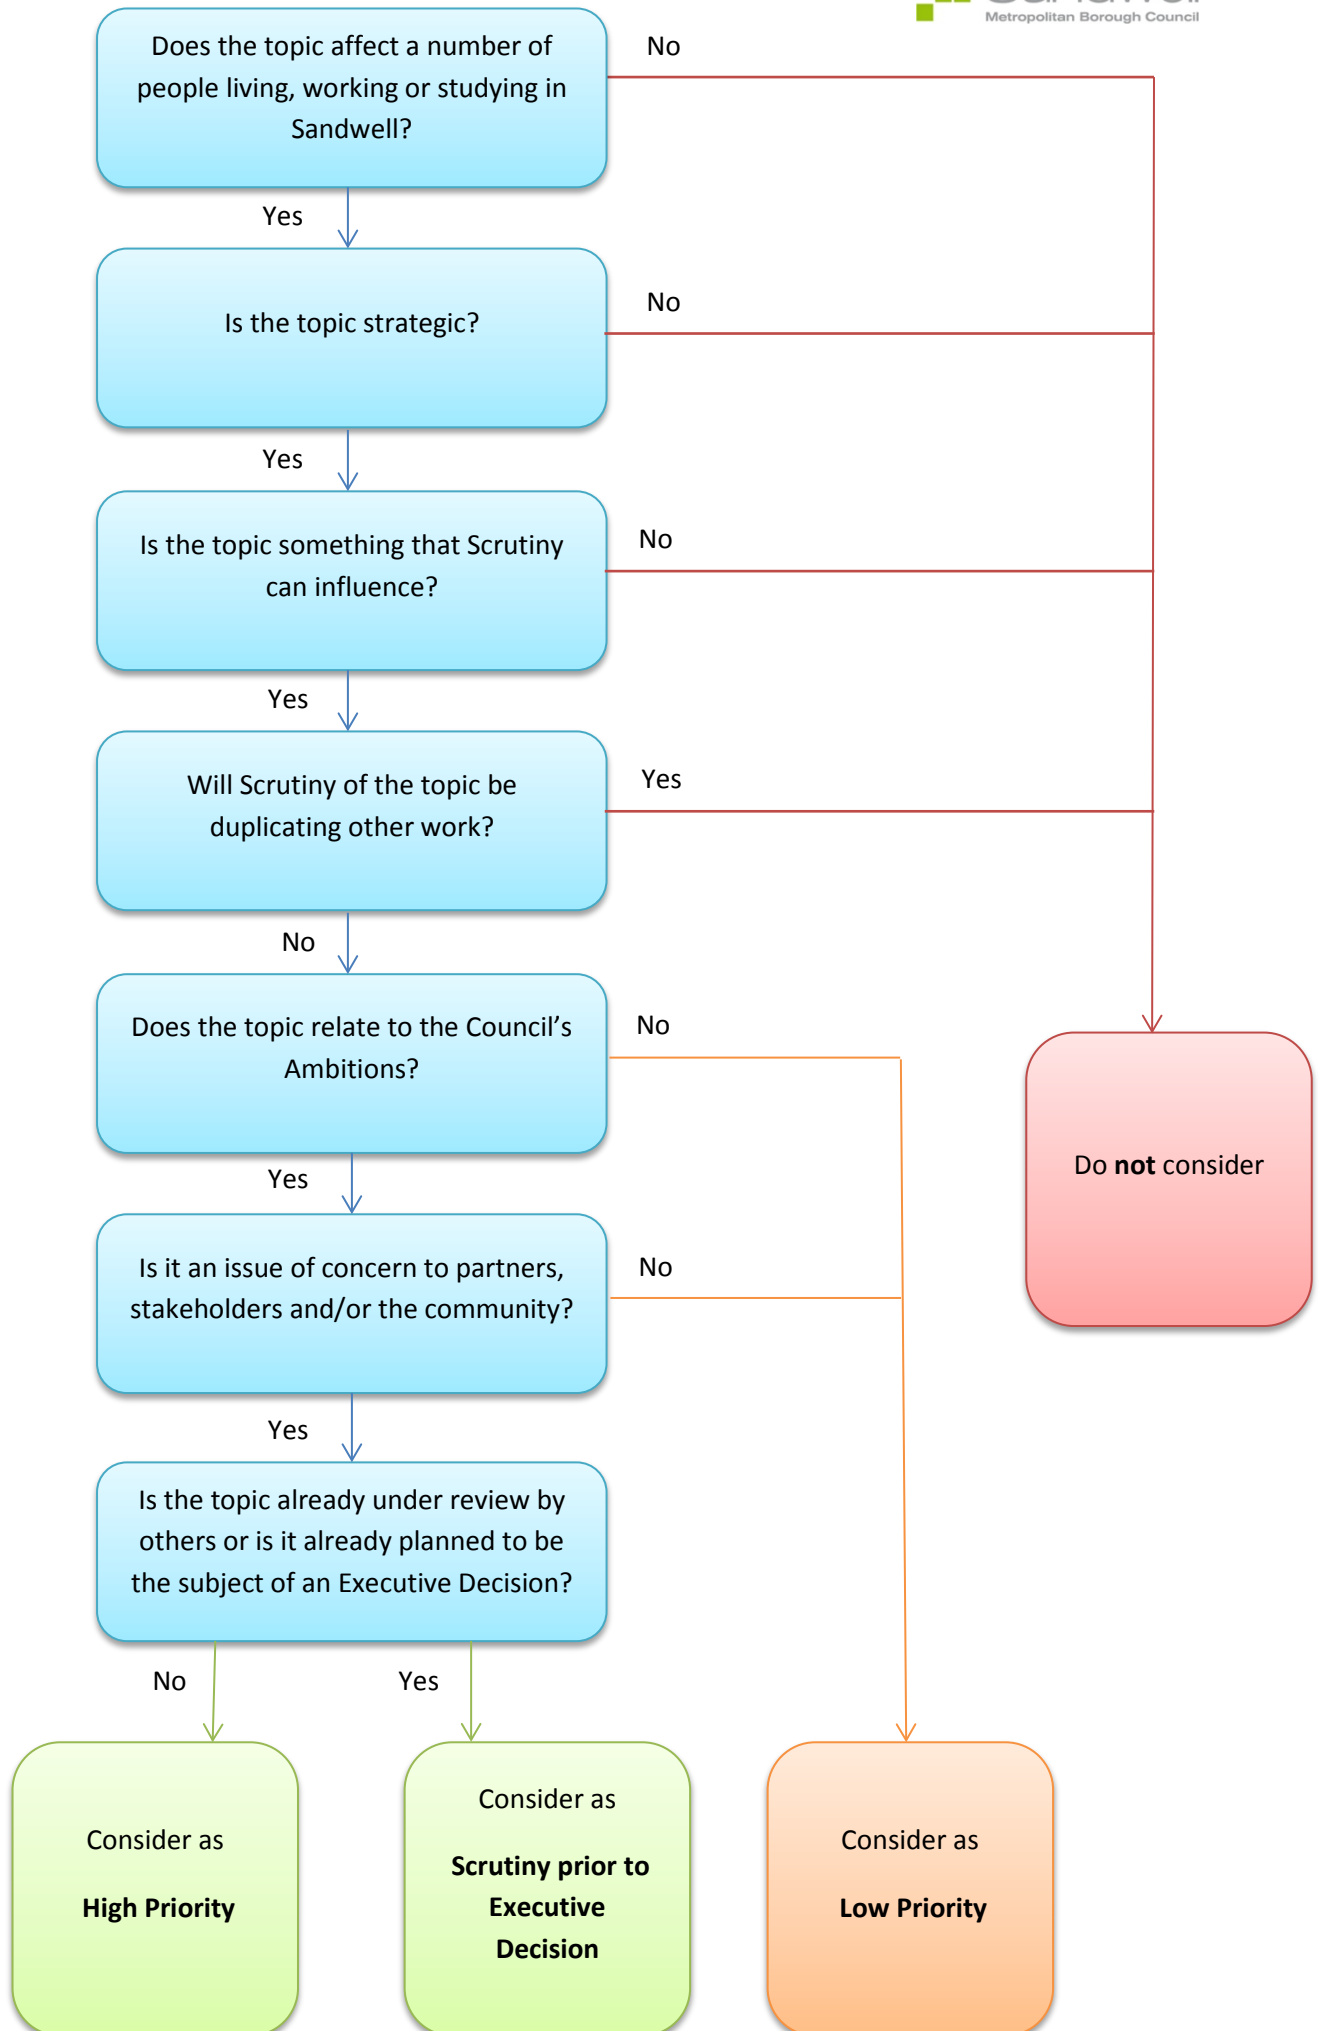 Metropolitan Borough Council
Does the topic affect a number of
people living, working or studying in
Sandwell?
No
Yes
Is the topic strategic?
No
Yes
Is the topic something that Scrutiny
can influence?
No
Yes
Will Scrutiny of the topic be
duplicating other work?
Yes
No
Does the topic relate to the Council’s
Ambitions?
No
Yes
Do not consider
Is it an issue of concern to partners,
stakeholders and/or the community?
No
Yes
Is the topic already under review by
others or is it already planned to be
the subject of an Executive Decision?
No
Yes
Consider as
High Priority
Consider as
Scrutiny prior to
Executive
Decision
Consider as
Low Priority